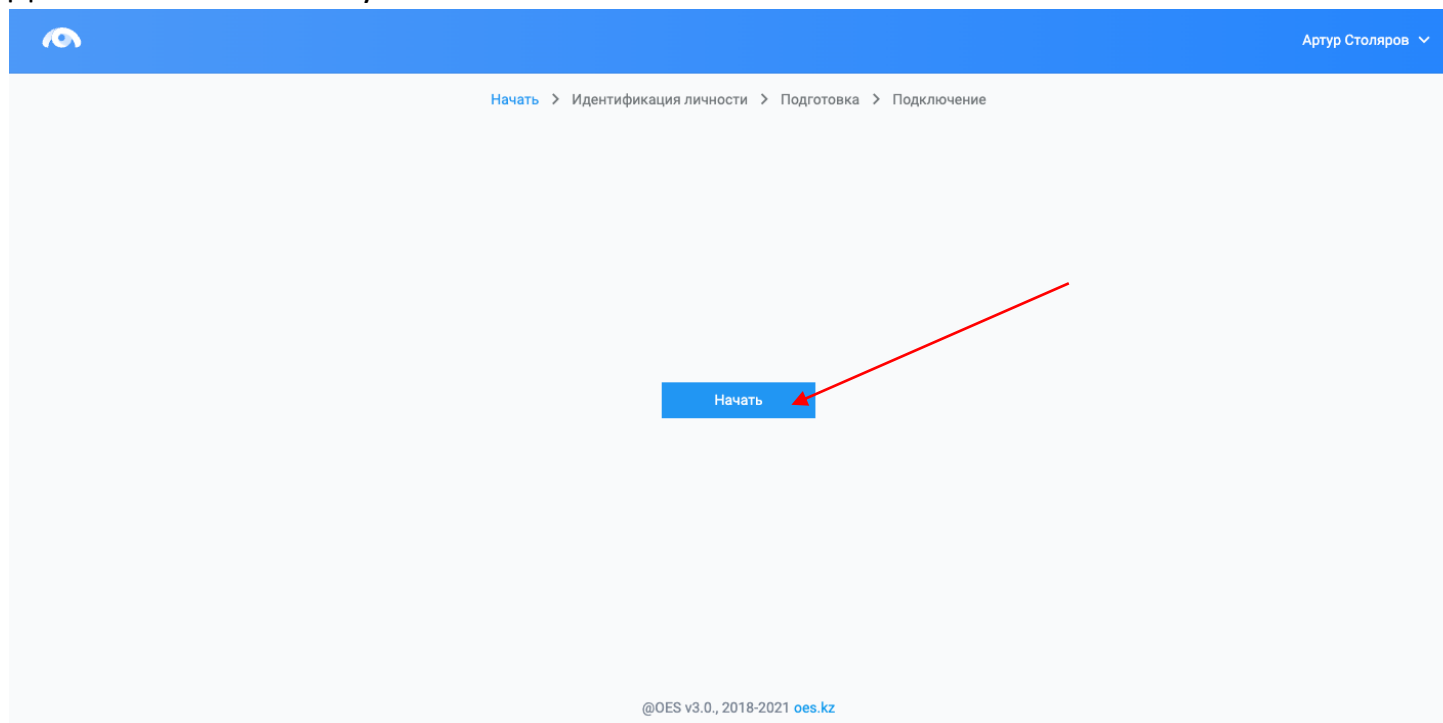 Артур Столяров
Начать > Идентификация личности > Подготовка > Подключение
Начать
@OES v3.0., 2018-2021 oes.kz